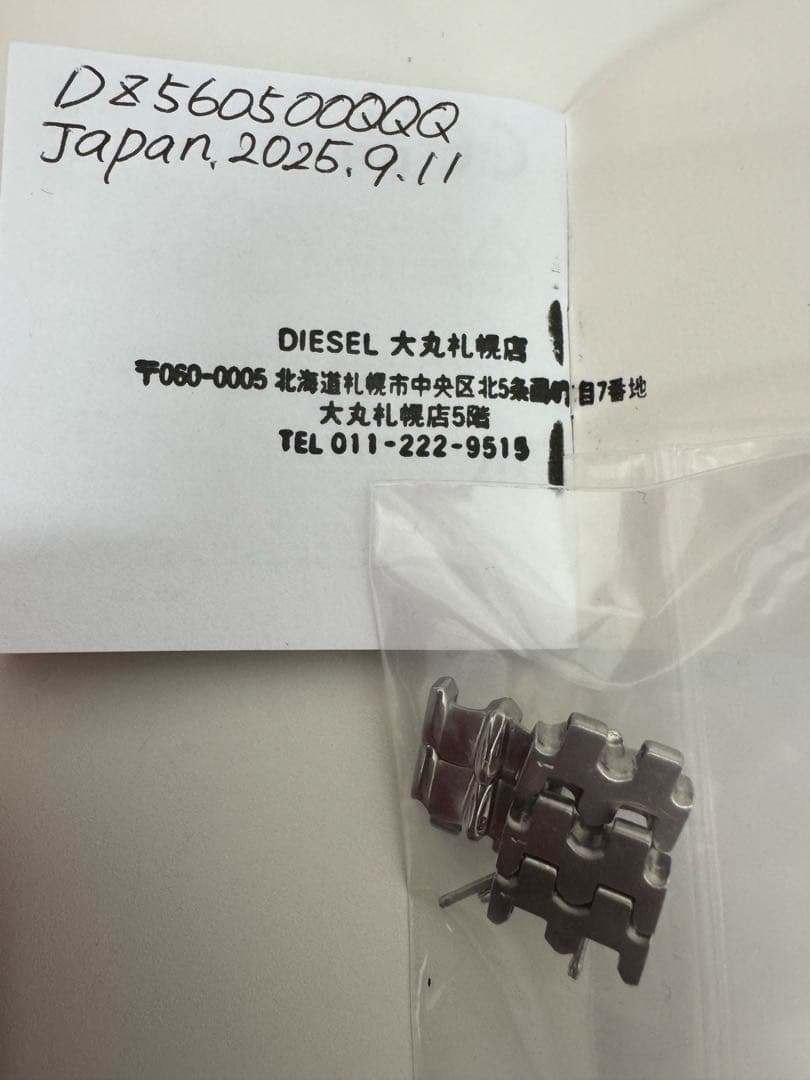 DZ560500QQQ
Japan. 2025.9.11
DIESEL 大丸札幌店
〒060-0005 北海道札幌市中央区北5条西4丁目7番地
大丸札幌店5階
TEL 011-222-9515